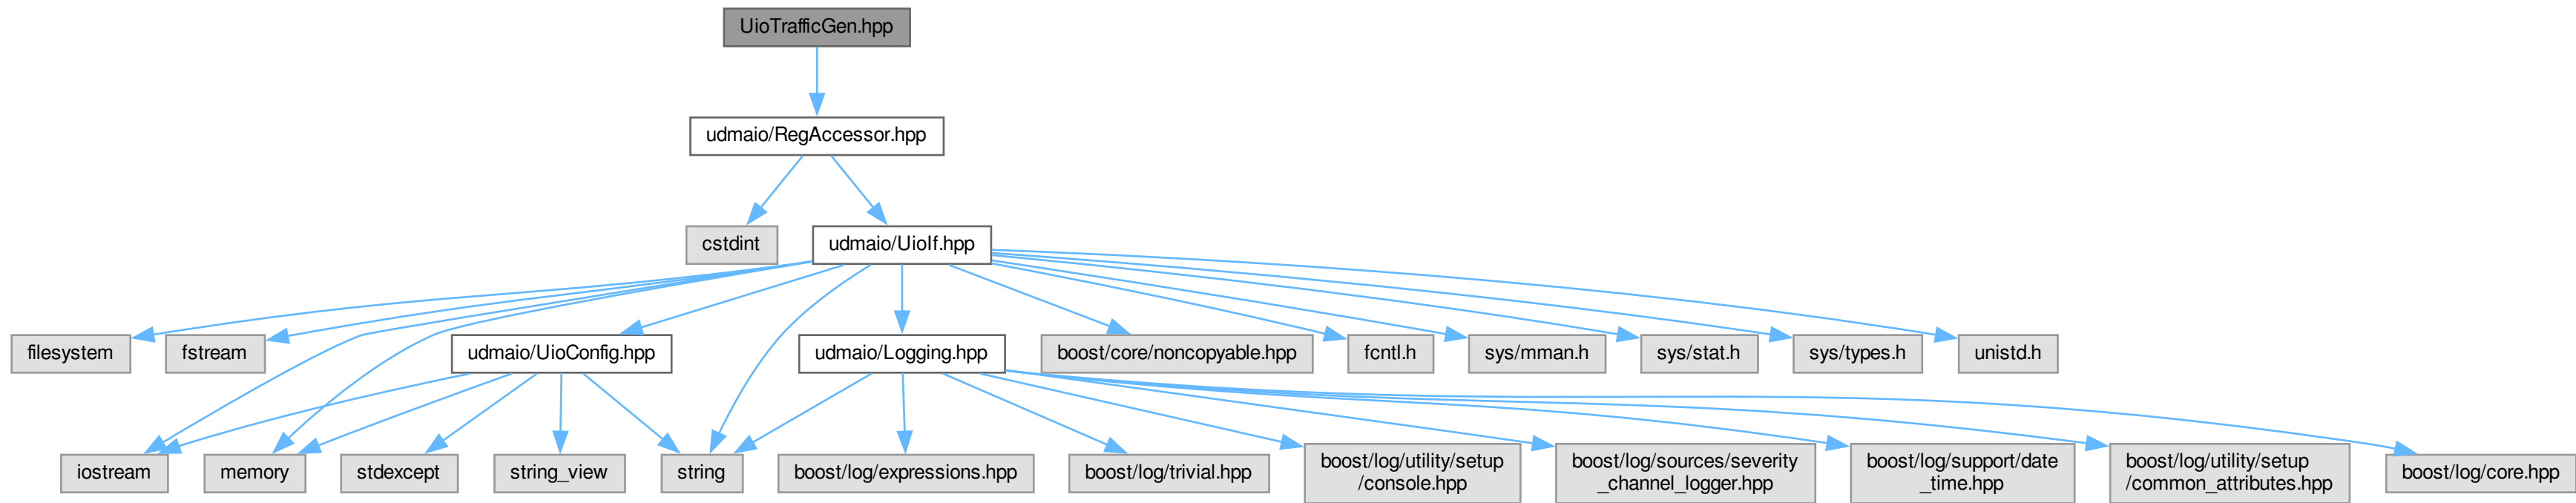 UioTrafficGen.hpp
udmaio/RegAccessor.hpp
cstdint
udmaio/UioIf.hpp
filesystem
fstream
udmaio/UioConfig.hpp
udmaio/Logging.hpp
boost/core/noncopyable.hpp
fcntl.h
sys/mman.h
sys/stat.h
sys/types.h
unistd.h
iostream
memory
stdexcept
string_view
string
boost/log/expressions.hpp
boost/log/trivial.hpp
boost/log/utility/setup
/console.hpp
boost/log/sources/severity
_channel_logger.hpp
boost/log/support/date
_time.hpp
boost/log/utility/setup
/common_attributes.hpp
boost/log/core.hpp